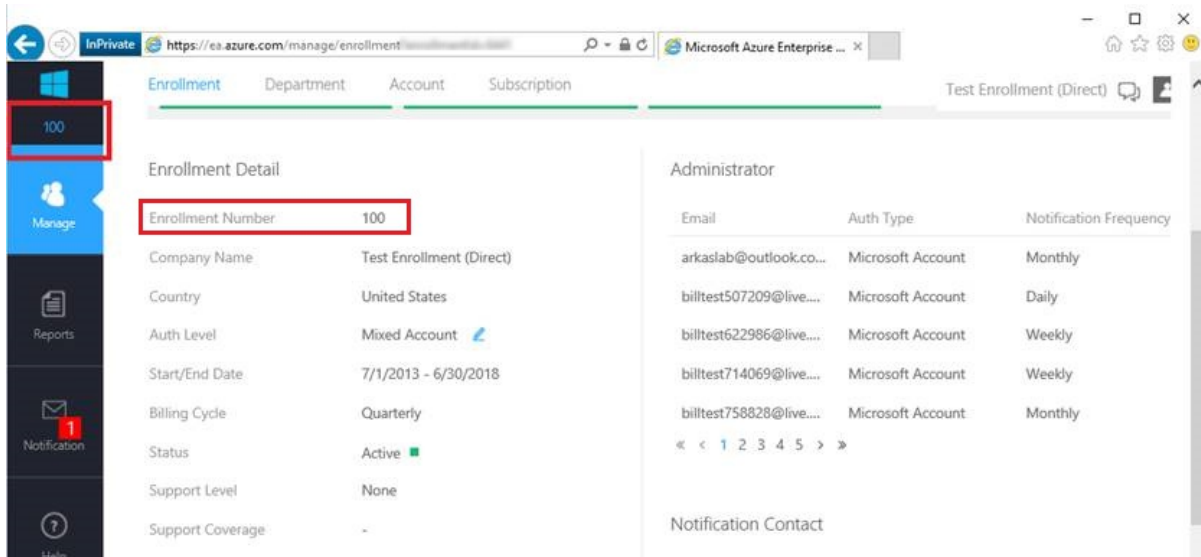 InPrivate https://ea.azure.com/manage/enrollment Microsoft Azure Enterprise ...
Enrollment Department Account Subscription
Test Enrollment (Direct)
100
Manage
Reports
1
Notification
Help
Enrollment Detail
Enrollment Number 100
Company Name Test Enrollment (Direct)
Country United States
Auth Level Mixed Account
Start/End Date 7/1/2013 - 6/30/2018
Billing Cycle Quarterly
Status Active
Support Level None
Support Coverage -
Administrator
Email Auth Type Notification Frequency
arkaslab@outlook.co... Microsoft Account Monthly
billtest507209@live.... Microsoft Account Daily
billtest622986@live.... Microsoft Account Weekly
billtest714069@live.... Microsoft Account Weekly
billtest758828@live.... Microsoft Account Monthly
« < 1 2 3 4 5 > »
Notification Contact